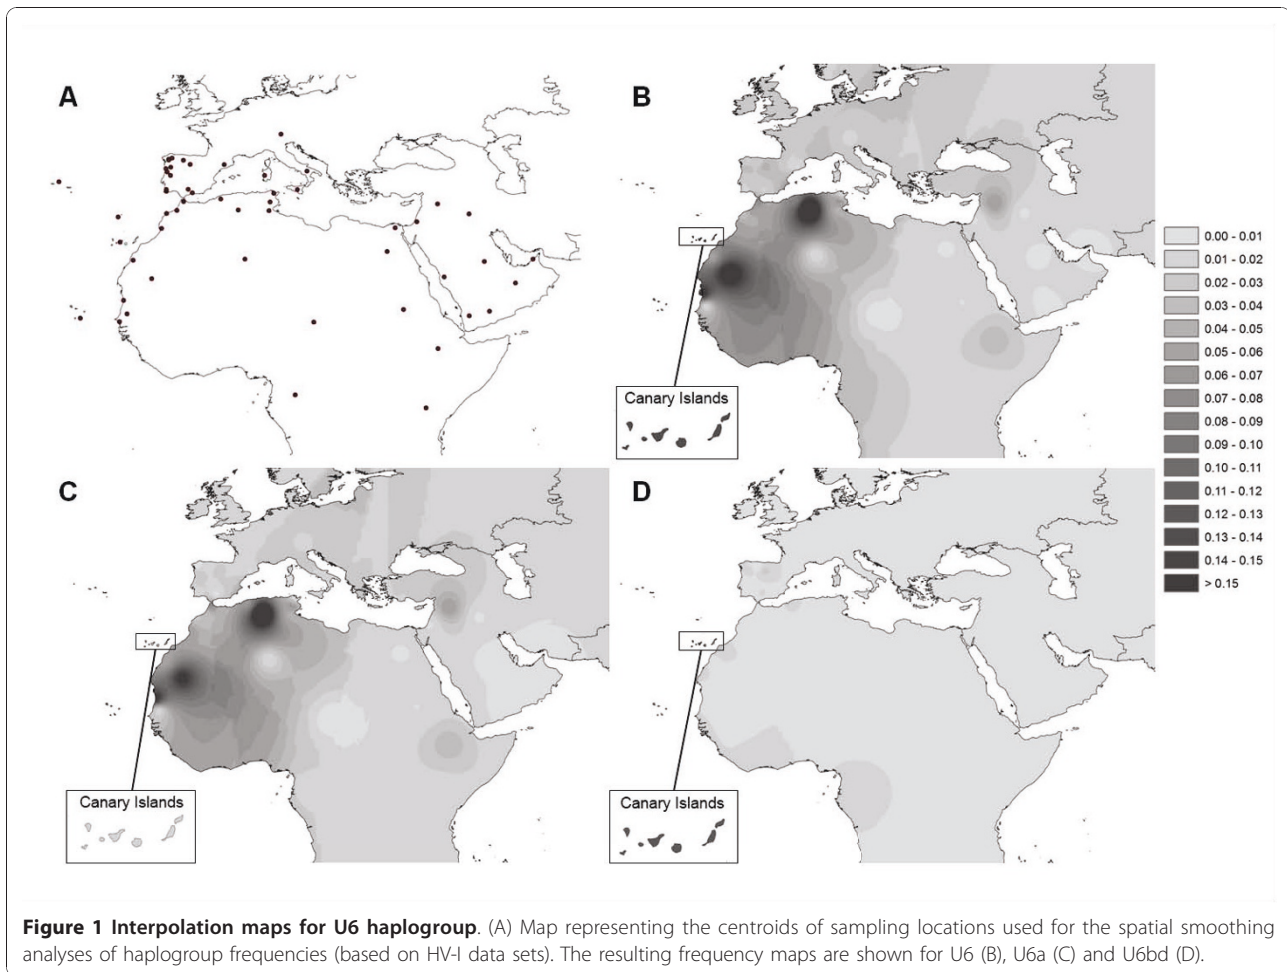 A
B
Canary Islands
0.00 - 0.01
0.01 - 0.02
0.02 - 0.03
0.03 - 0.04
0.04 - 0.05
0.05 - 0.06
0.06 - 0.07
0.07 - 0.08
0.08 - 0.09
0.09 - 0.10
0.10 - 0.11
0.11 - 0.12
0.12 - 0.13
0.13 - 0.14
0.14 - 0.15
> 0.15
C
Canary Islands
D
Canary Islands
Figure 1 Interpolation maps for U6 haplogroup. (A) Map representing the centroids of sampling locations used for the spatial smoothing
analyses of haplogroup frequencies (based on HV-I data sets). The resulting frequency maps are shown for U6 (B), U6a (C) and U6bd (D).